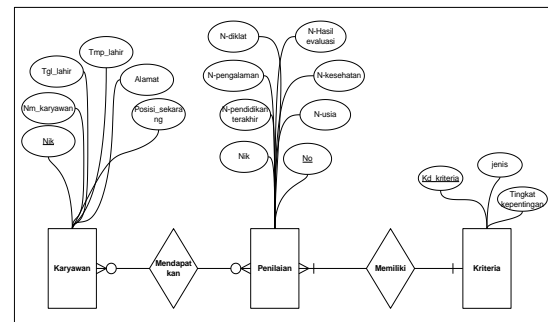 N-diklat
N-Hasil
evaluasi
Tmp_lahir
Tgl_lahir
Alamat
N-pengalaman
N-kesehatan
Nm_karyawan
Posisi_sekara
ng
N-pendidikan
terakhir
N-usia
Nik
Nik
No
Kd_kriteria
jenis
Tingkat
kepentingan
Karyawan
Mendapat
kan
Penilaian
Memiliki
Kriteria